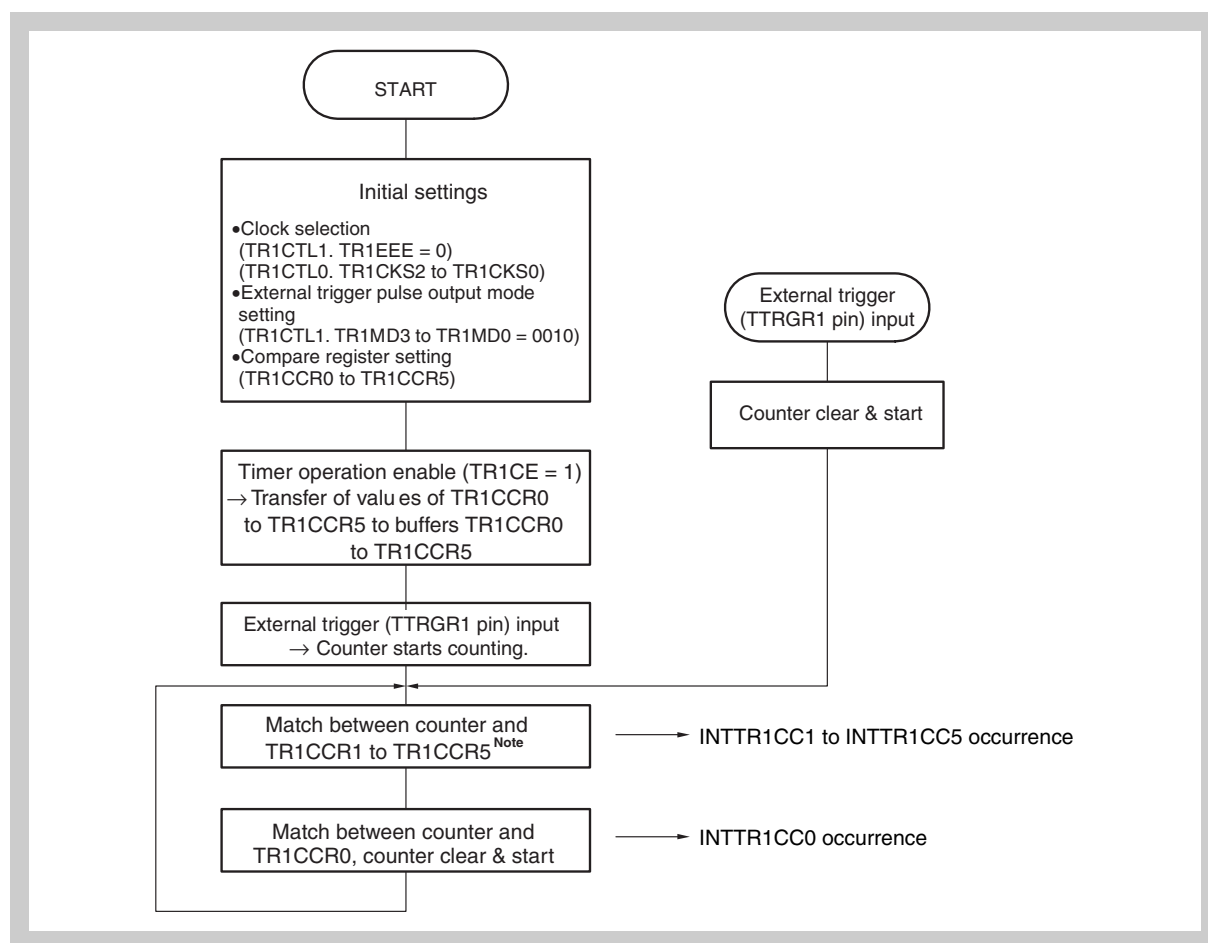 START
Initial settings
•Clock selection
(TR1CTL1. TR1EEE = 0)
(TR1CTL0. TR1CKS2 to TR1CKS0)
•External trigger pulse output mode
setting
(TR1CTL1. TR1MD3 to TR1MD0 = 0010)
•Compare register setting
(TR1CCR0 to TR1CCR5)
External trigger
(TTRGR1 pin) input
Counter clear & start
Timer operation enable (TR1CE = 1)
→ Transfer of valu es of TR1CCR0
to TR1CCR5 to buffers TR1CCR0
to TR1CCR5
External trigger (TTRGR1 pin) input
→ Counter starts counting.
Match between counter and
TR1CCR1 to TR1CCR5 Note
INTTR1CC1 to INTTR1CC5 occurrence
Match between counter and
TR1CCR0, counter clear & start
INTTR1CC0 occurrence